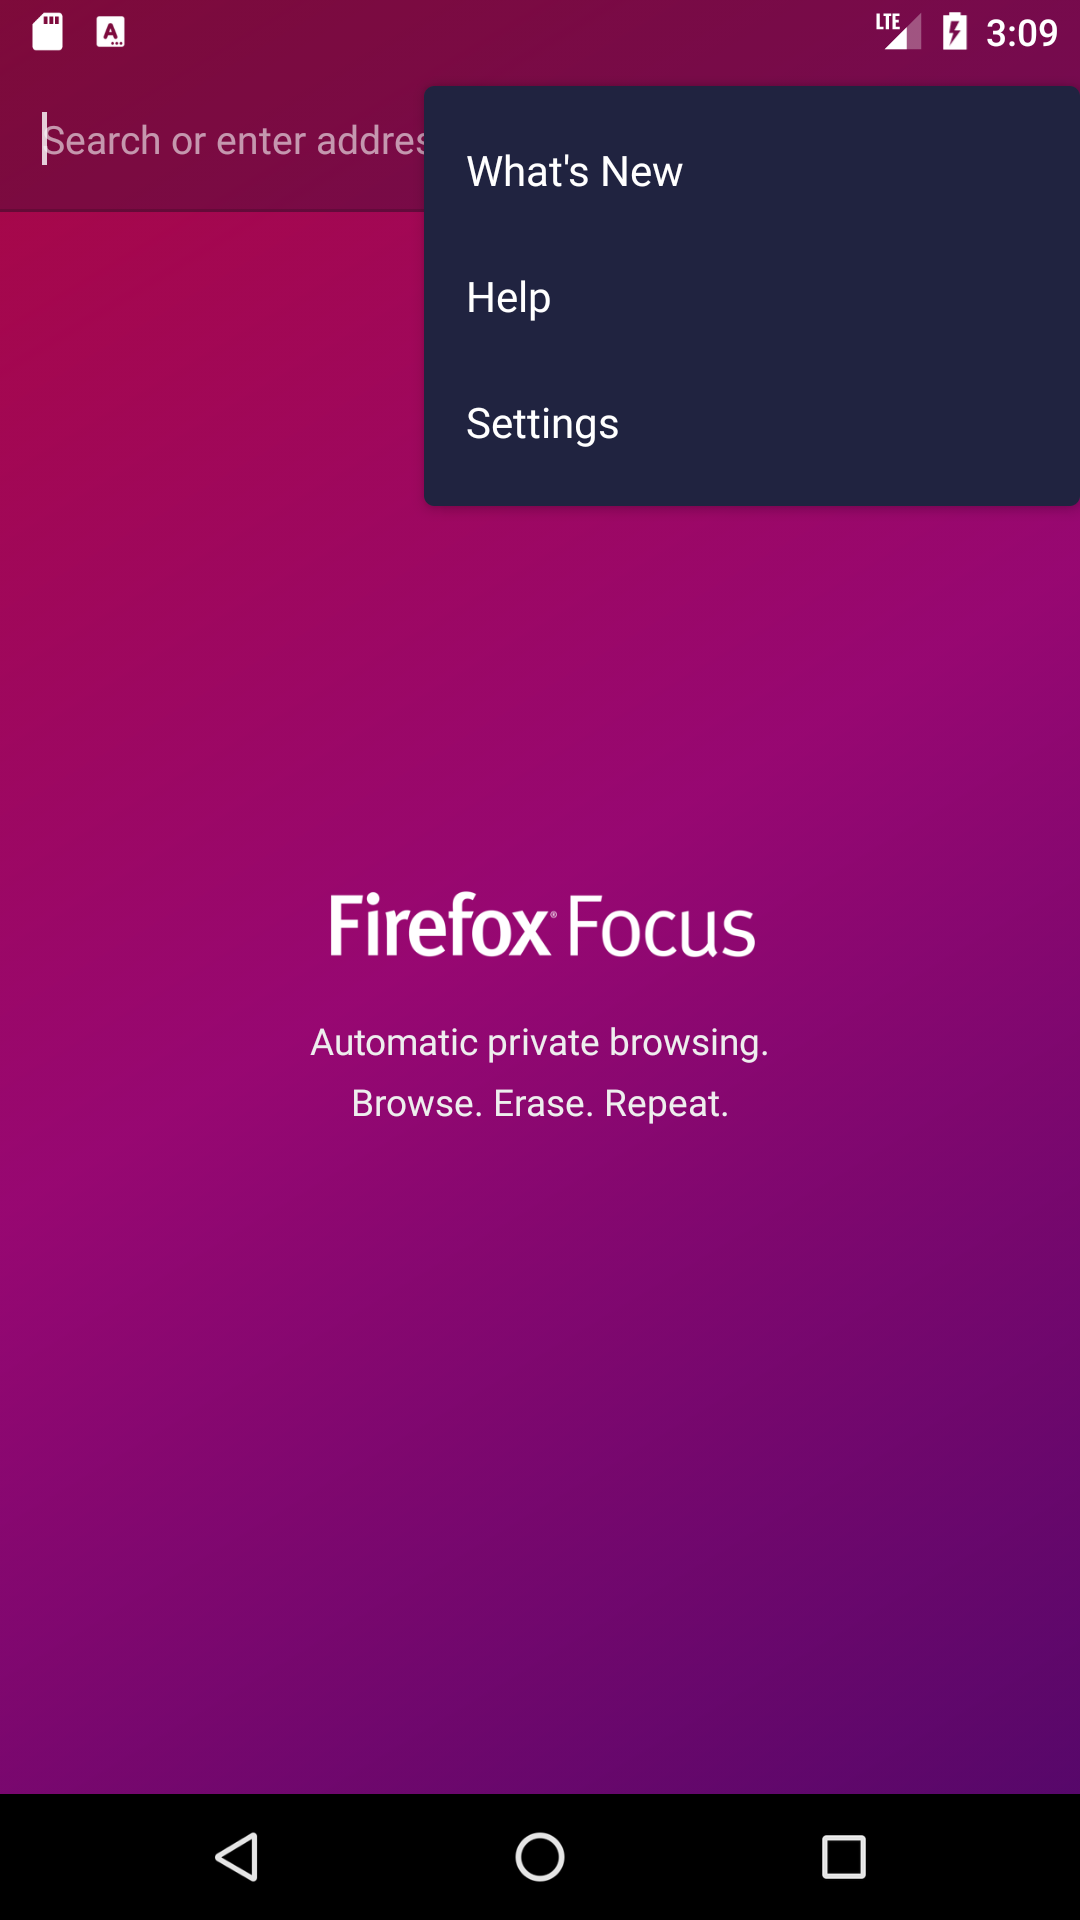 LTE 3:09
Search or enter addres
What's New
Help
Settings
Firefox® Focus
Automatic private browsing.
Browse. Erase. Repeat.